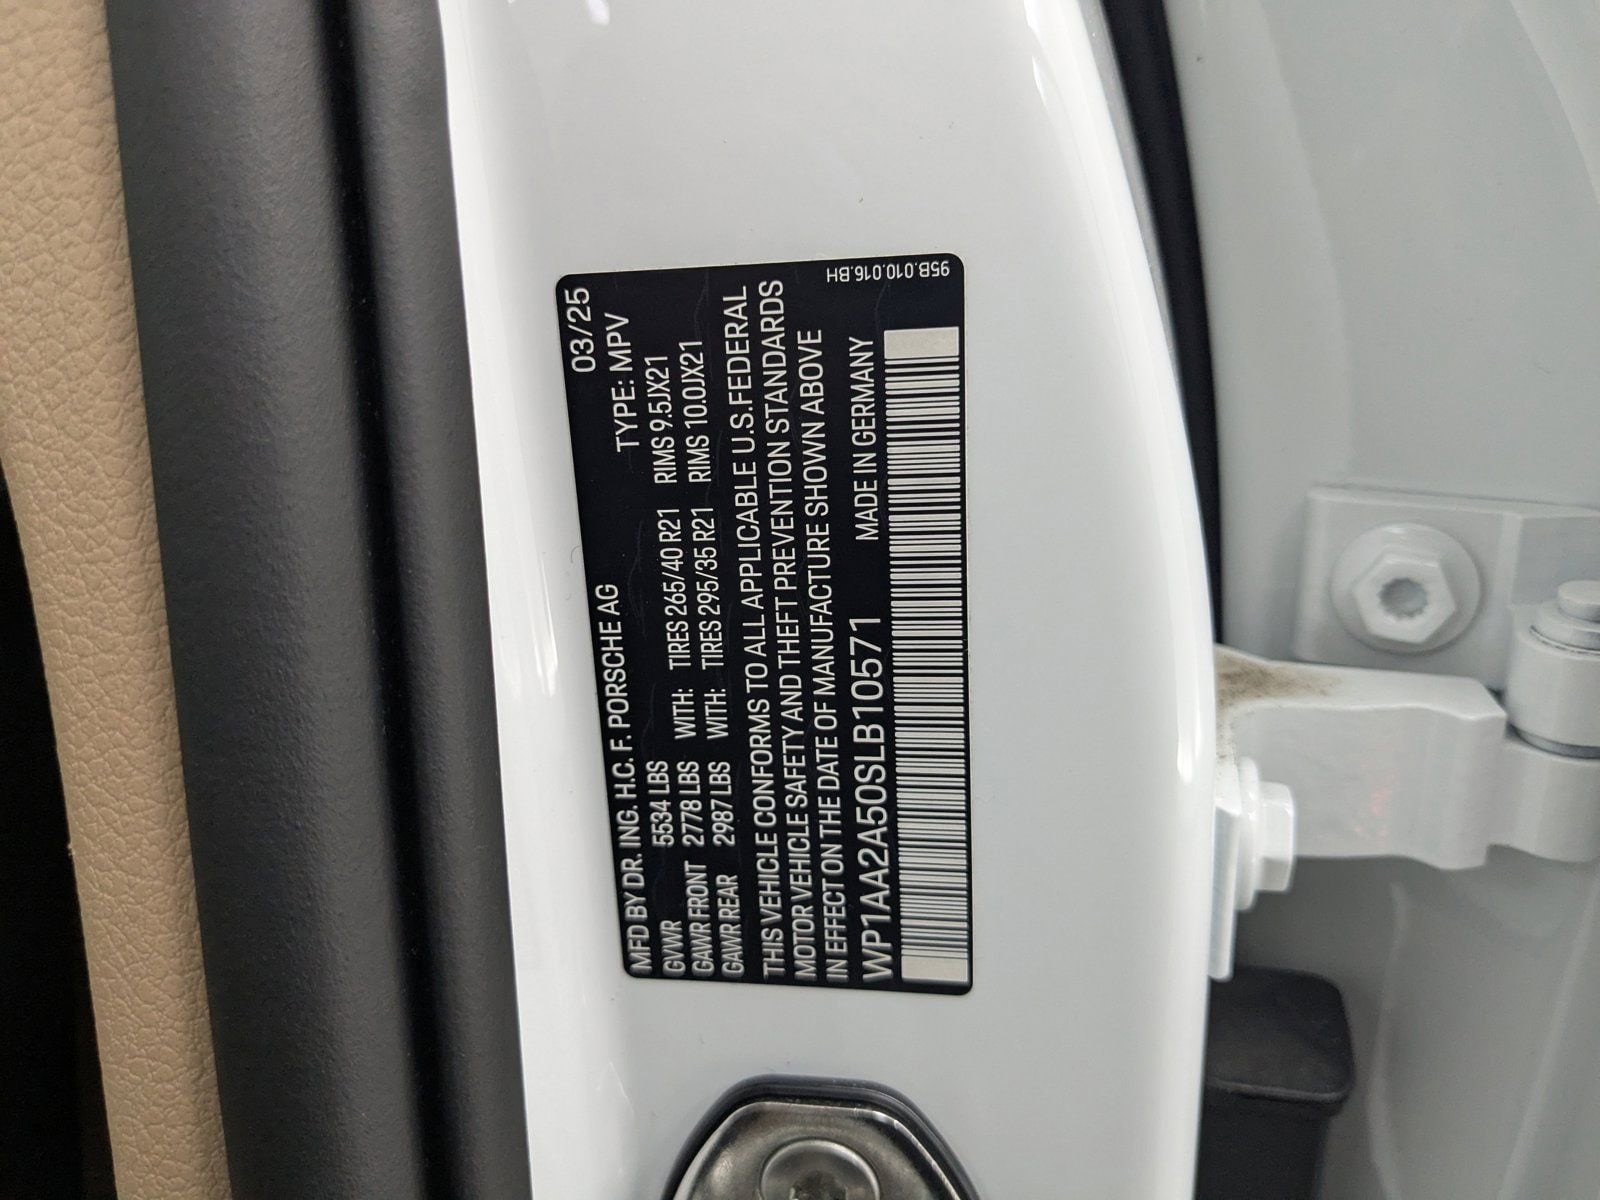 MFD BY DR. ING. H.C. F. PORSCHE AG 03/25
GVWR 5534 LBS TYPE: MPV
GAWR FRONT 2778 LBS WITH: TIRES 265/40 R21 RIMS 9.5JX21
GAWR REAR 2987 LBS WITH: TIRES 295/35 R21 RIMS 10.0JX21
THIS VEHICLE CONFORMS TO ALL APPLICABLE U.S. FEDERAL
MOTOR VEHICLE SAFETY AND THEFT PREVENTION STANDARDS
IN EFFECT ON THE DATE OF MANUFACTURE SHOWN ABOVE
WP1AA2A50SLB10571 MADE IN GERMANY
95B.010.016.BH